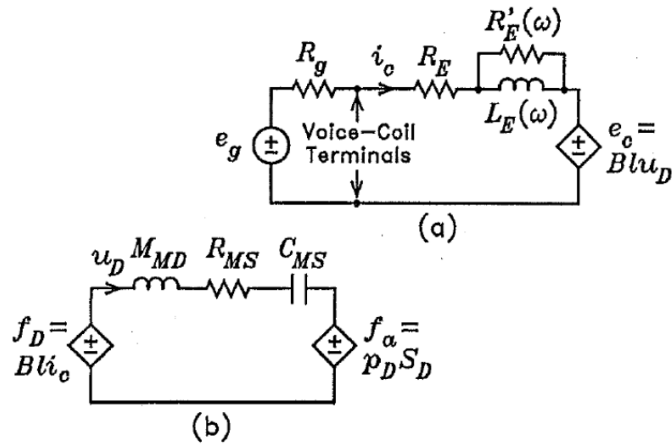 R'_E(ω)
R_g i_c R_E
L_E(ω)
e_g Voice-Coil Terminals e_c=
Blu_D
(a)
u_D M_MD R_MS C_MS
f_D= f_a=
Bli_c p_D S_D
(b)